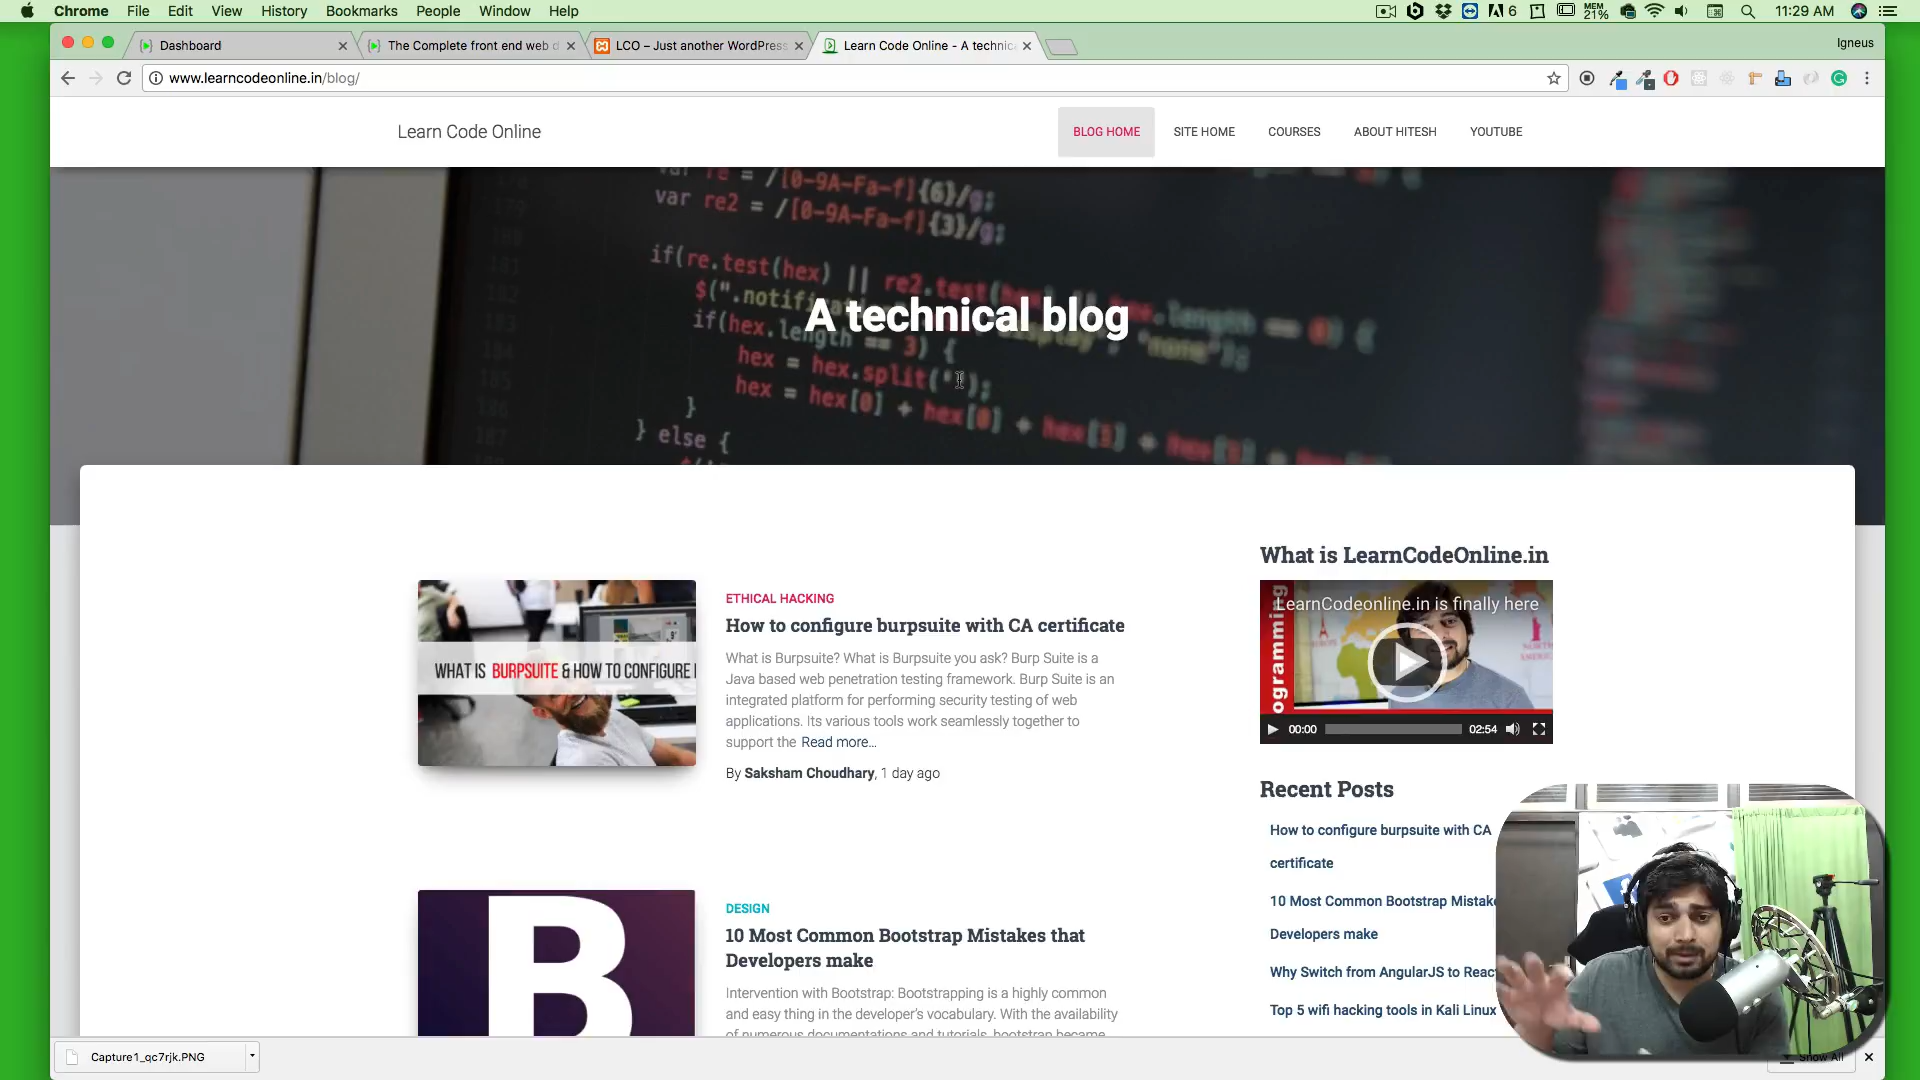 Chrome File Edit View History Bookmarks People Window Help
6 MEM 21% 11:29 AM
Dashboard
The Complete front end web d
LCO – Just another WordPress
Learn Code Online - A technic
Igneus
www.learncodeonline.in/blog/
Learn Code Online
BLOG HOME SITE HOME COURSES ABOUT HITESH YOUTUBE
var re = /[0-9A-Fa-f]{6}/g;
var re2 = /[0-9A-Fa-f]{3}/g;
if(re.test(hex) || re2.test(hex)
$(".notifi
if(hex.length == 3) {
hex = hex.split('');
hex = hex[0] + hex[0] +
}
} else {
A technical blog
ETHICAL HACKING
How to configure burpsuite with CA certificate
What is Burpsuite? What is Burpsuite you ask? Burp Suite is a
Java based web penetration testing framework. Burp Suite is an
integrated platform for performing security testing of web
applications. Its various tools work seamlessly together to
support the Read more…
By Saksham Choudhary, 1 day ago
WHAT IS BURPSUITE & HOW TO CONFIGURE
DESIGN
10 Most Common Bootstrap Mistakes that
Developers make
Intervention with Bootstrap: Bootstrapping is a highly common
and easy thing in the developer's vocabulary. With the availability
of numerous documentations and tutorials, bootstrap became
B
What is LearnCodeOnline.in
LearnCodeonline.in is finally here
ogramming
00:00 02:54
Recent Posts
How to configure burpsuite with CA
certificate
10 Most Common Bootstrap Mistake
Developers make
Why Switch from AngularJS to Reac
Top 5 wifi hacking tools in Kali Linux
Capture1_qc7rjk.PNG
Show All